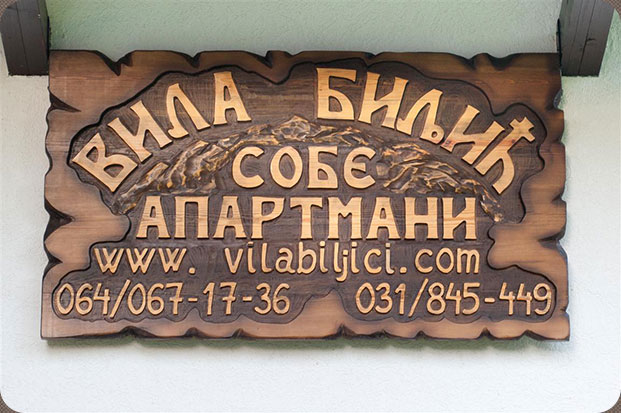 ВИЛА БИЉИЋ
СОБЕ
АПАРТМАНИ
www. vilabiljici.com
064/067-17-36 031/845-449